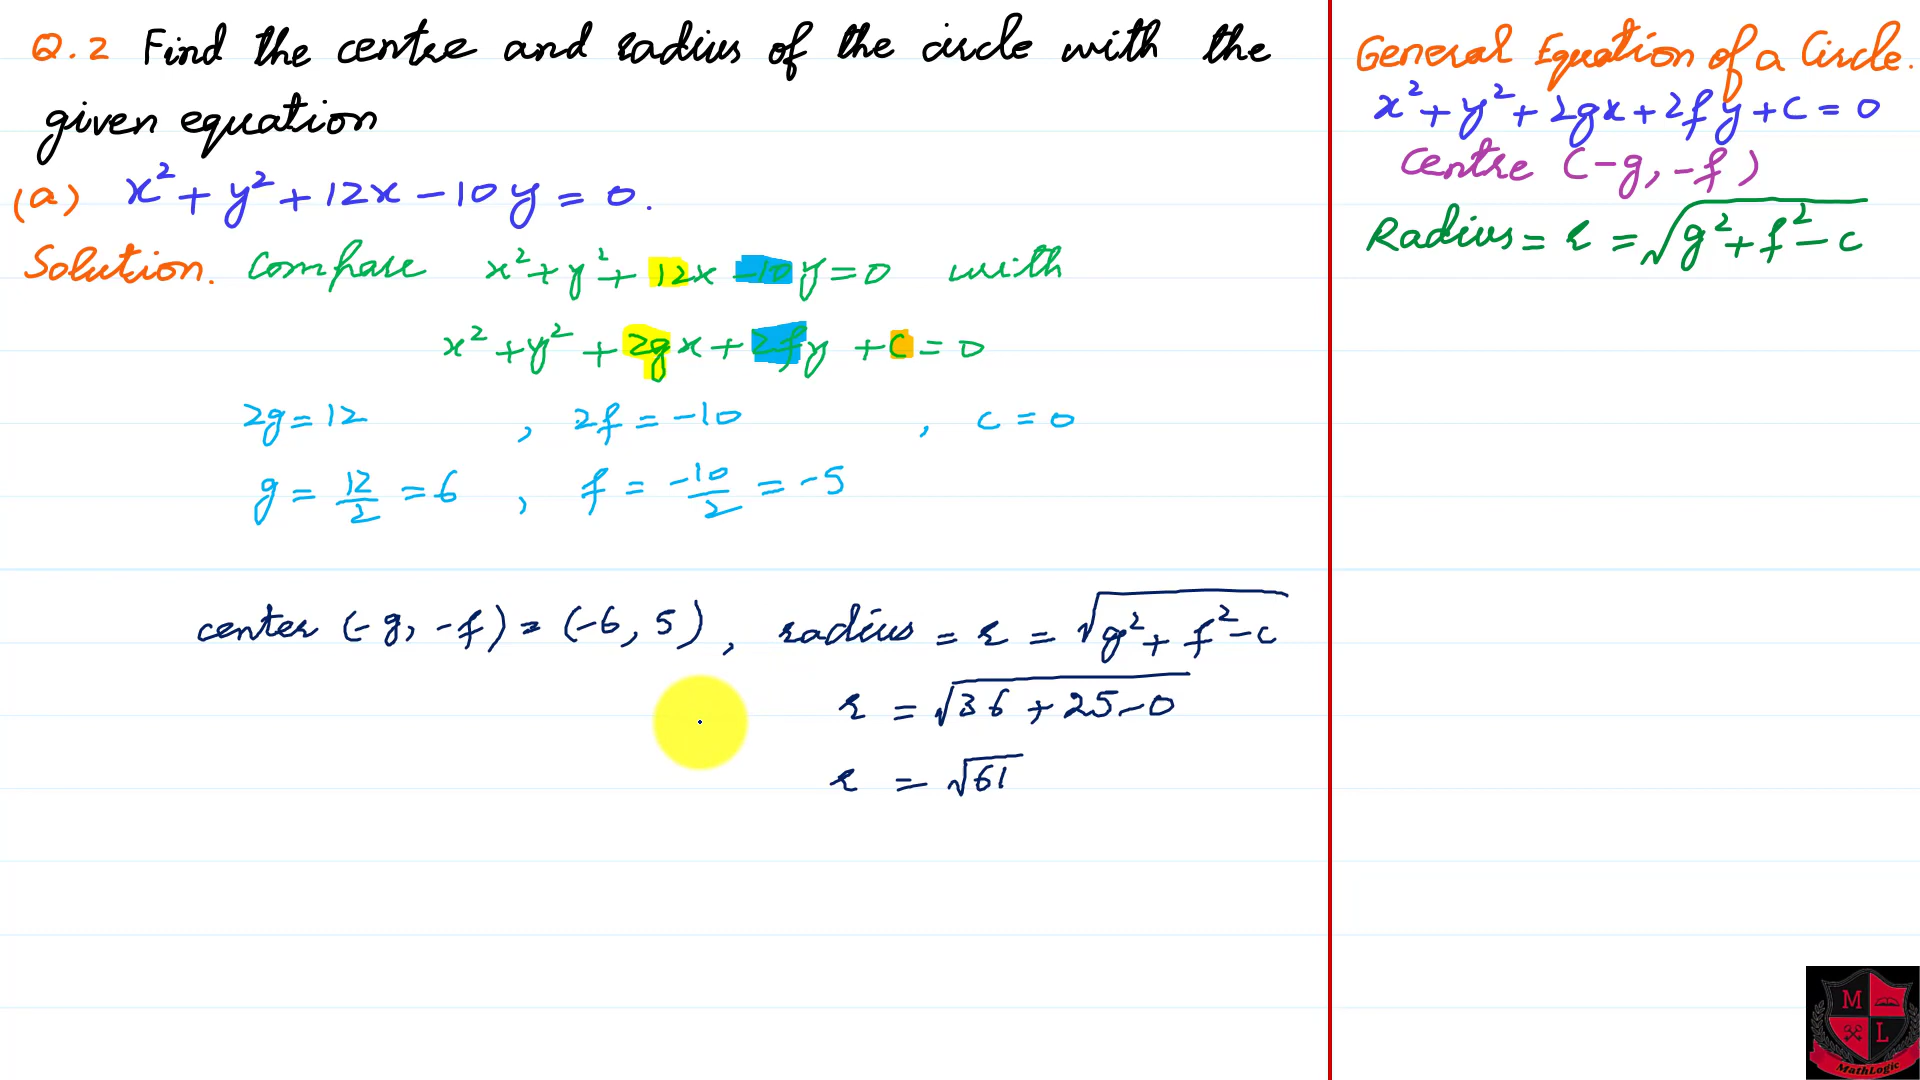 Q.2 Find the centre and radius of the circle with the
given equation
(a) x² + y² + 12x - 10y = 0.
Solution. Compare x² + y² + 12x - 10y = 0 with
x² + y² + 2gx + 2fy + c = 0
2g = 12 , 2f = -10 , c = 0
g = 12/2 = 6 , f = -10/2 = -5
center (-g, -f) = (-6, 5) , radius = r = √(g² + f² - c)
r = √(36 + 25 - 0)
r = √61
General Equation of a Circle.
x² + y² + 2gx + 2fy + c = 0
Centre (-g, -f)
Radius = r = √(g² + f² - c)
M
L
MathLogic